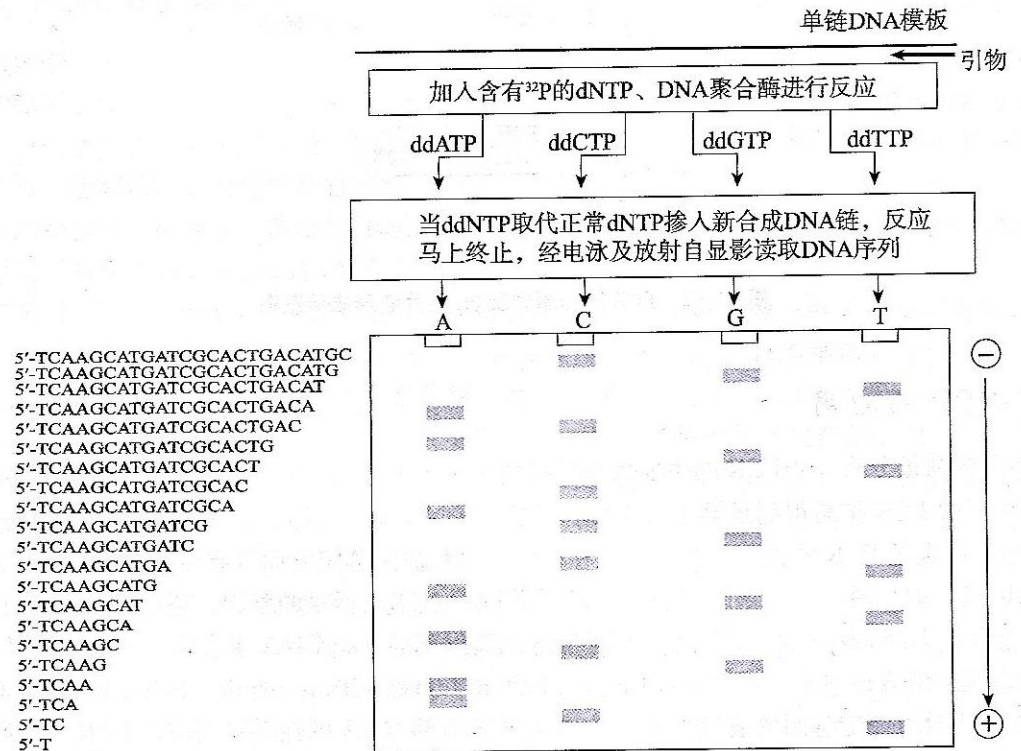 单链DNA模板
引物
加入含有³²P的dNTP、DNA聚合酶进行反应
ddATP ddCTP ddGTP ddTTP
当ddNTP取代正常dNTP掺入新合成DNA链，反应
马上终止，经电泳及放射自显影读取DNA序列
A C G T
5′-TCAAGCATGATCGCACTGACATGC
5′-TCAAGCATGATCGCACTGACATG
5′-TCAAGCATGATCGCACTGACAT
5′-TCAAGCATGATCGCACTGACA
5′-TCAAGCATGATCGCACTGAC
5′-TCAAGCATGATCGCACTG
5′-TCAAGCATGATCGCACT
5′-TCAAGCATGATCGCAC
5′-TCAAGCATGATCGCA
5′-TCAAGCATGATCG
5′-TCAAGCATGATC
5′-TCAAGCATGA
5′-TCAAGCATG
5′-TCAAGCAT
5′-TCAAGCA
5′-TCAAGC
5′-TCAAG
5′-TCAA
5′-TCA
5′-TC
5′-T
−
+